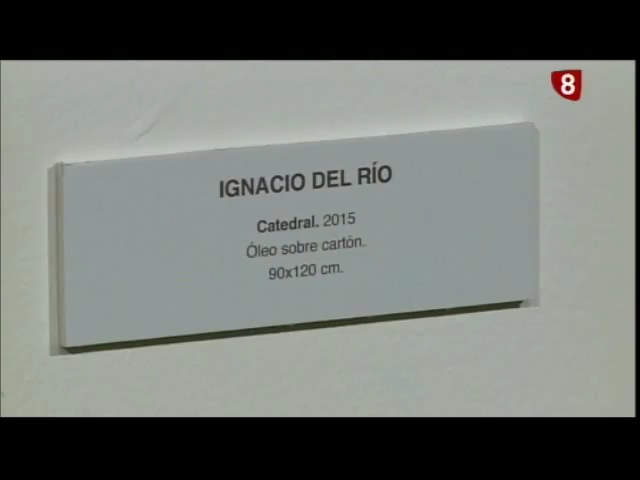 8
IGNACIO DEL RÍO
Catedral. 2015
Óleo sobre cartón.
90x120 cm.